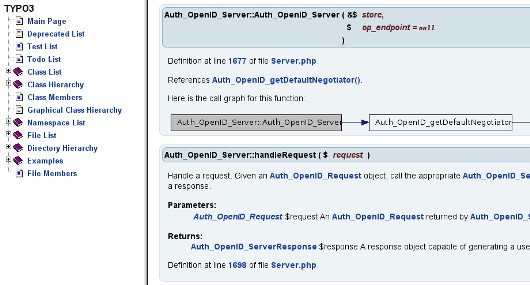 TYPO3
Main Page
Deprecated List
Test List
Todo List
Class List
Class Hierarchy
Class Members
Graphical Class Hierarchy
Namespace List
File List
Directory Hierarchy
Examples
File Members
Auth_OpenID_Server::Auth_OpenID_Server ( &$ store,
$ op_endpoint = null
)
Definition at line 1677 of file Server.php.
References Auth_OpenID_getDefaultNegotiator().
Here is the call graph for this function:
Auth_OpenID_Server::Auth_OpenID_Server Auth_OpenID_getDefaultNegotiator
Auth_OpenID_Server::handleRequest ( $ request )
Handle a request. Given an Auth_OpenID_Request object, call the appropriate Auth_OpenID_Se
a response.
Parameters:
Auth_OpenID_Request $request An Auth_OpenID_Request returned by Auth_OpenID_S
Returns:
Auth_OpenID_ServerResponse $response A response object capable of generating a use
Definition at line 1698 of file Server.php.